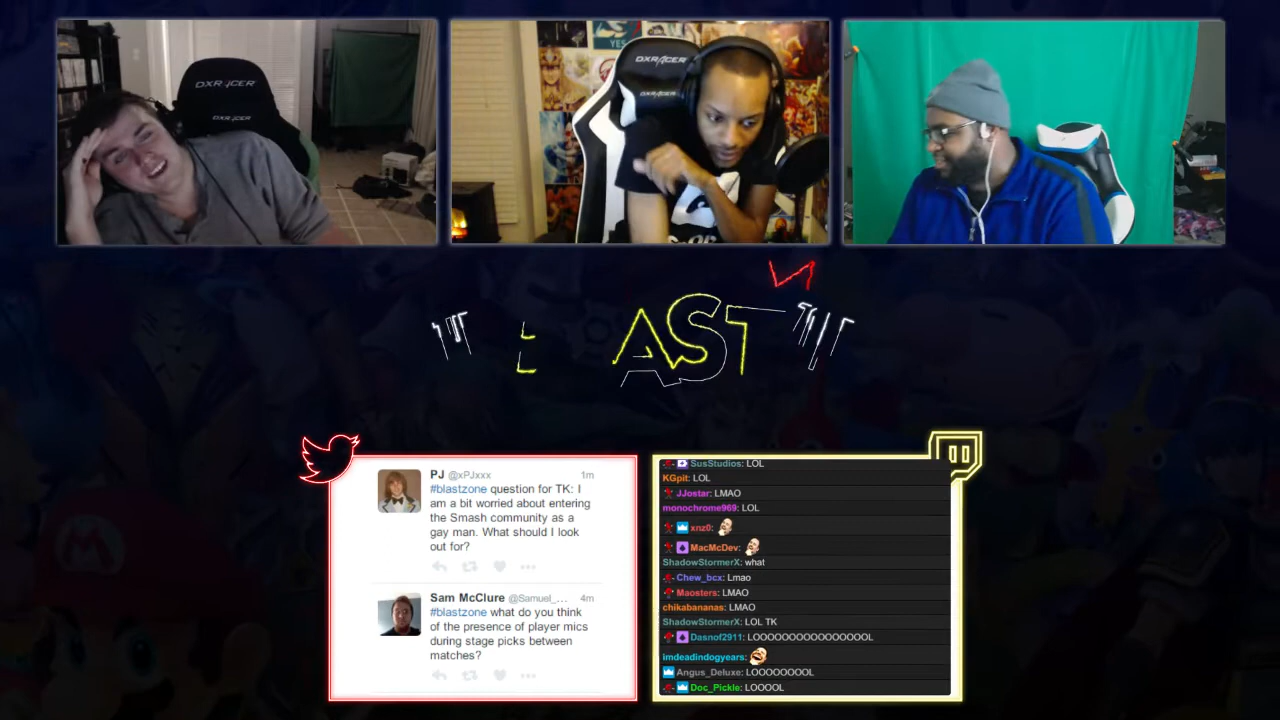 DXRACER
DXRACER
YES
DXRACER
DXRACER
AST
PJ @xPJxxx 1m
#blastzone question for TK: I
am a bit worried about entering
the Smash community as a
gay man. What should I look
out for?
Sam McClure @Samuel_... 4m
#blastzone what do you think
of the presence of player mics
during stage picks between
matches?
SusStudios: LOL
KGpit: LOL
JJostar: LMAO
monochrome969: LOL
xnz0:
MacMcDev:
ShadowStormerX: what
Chew_bcx: Lmao
Maosters: LMAO
chikabananas: LMAO
ShadowStormerX: LOL TK
Dasnof2911: LOOOOOOOOOOOOOOOOL
imdeadindogyears:
Angus_Deluxe: LOOOOOOOOL
Doc_Pickle: LOOOOL